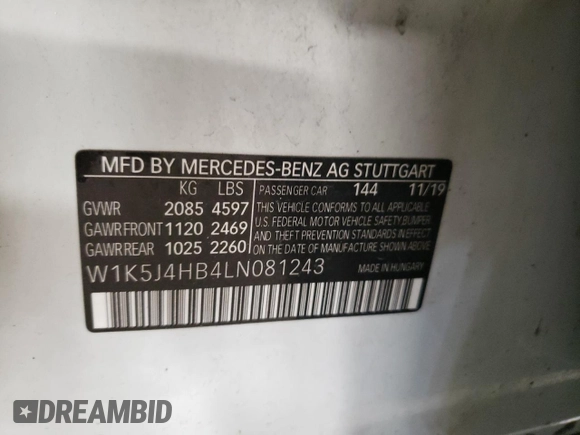 MFD BY MERCEDES-BENZ AG STUTTGART
KG LBS PASSENGER CAR 144 11/19
GVWR 2085 4597 THIS VEHICLE CONFORMS TO ALL APPLICABLE
GAWR FRONT 1120 2469 U.S. FEDERAL MOTOR VEHICLE SAFETY BUMPER
GAWR REAR 1025 2260 AND THEFT PREVENTION STANDARDS IN EFFECT
ON THE DATE OF MANUFACTURE SHOWN ABOVE.
W1K5J4HB4LN081243
MADE IN HUNGARY
DREAMBID